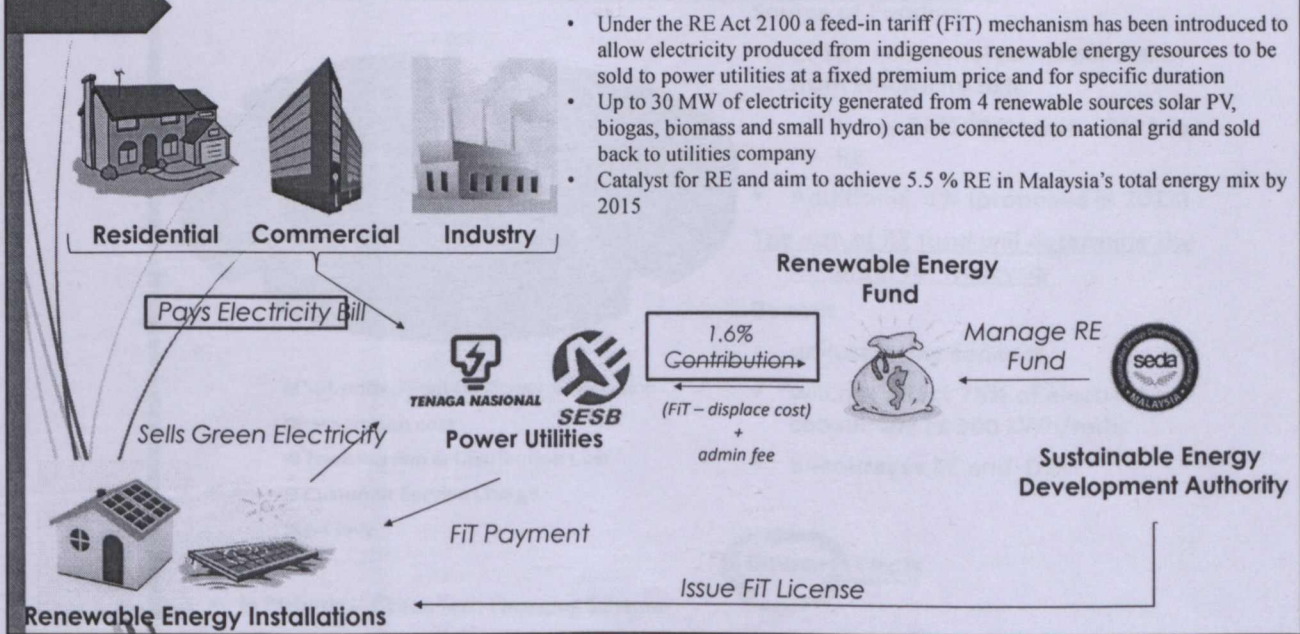 • Under the RE Act 2100 a feed-in tariff (FiT) mechanism has been introduced to
allow electricity produced from indigeneous renewable energy resources to be
sold to power utilities at a fixed premium price and for specific duration
• Up to 30 MW of electricity generated from 4 renewable sources solar PV,
biogas, biomass and small hydro) can be connected to national grid and sold
back to utilities company
• Catalyst for RE and aim to achieve 5.5 % RE in Malaysia's total energy mix by
2015
Residential Commercial Industry
Pays Electricity Bill
Renewable Energy
Fund
1.6%
Contribution
Manage RE
Fund
seda
MALAYSIA
TENAGA NASIONAL
SESB
Power Utilities
(FiT – displace cost)
+
admin fee
Sells Green Electricity
Sustainable Energy
Development Authority
FiT Payment
Issue FiT License
Renewable Energy Installations